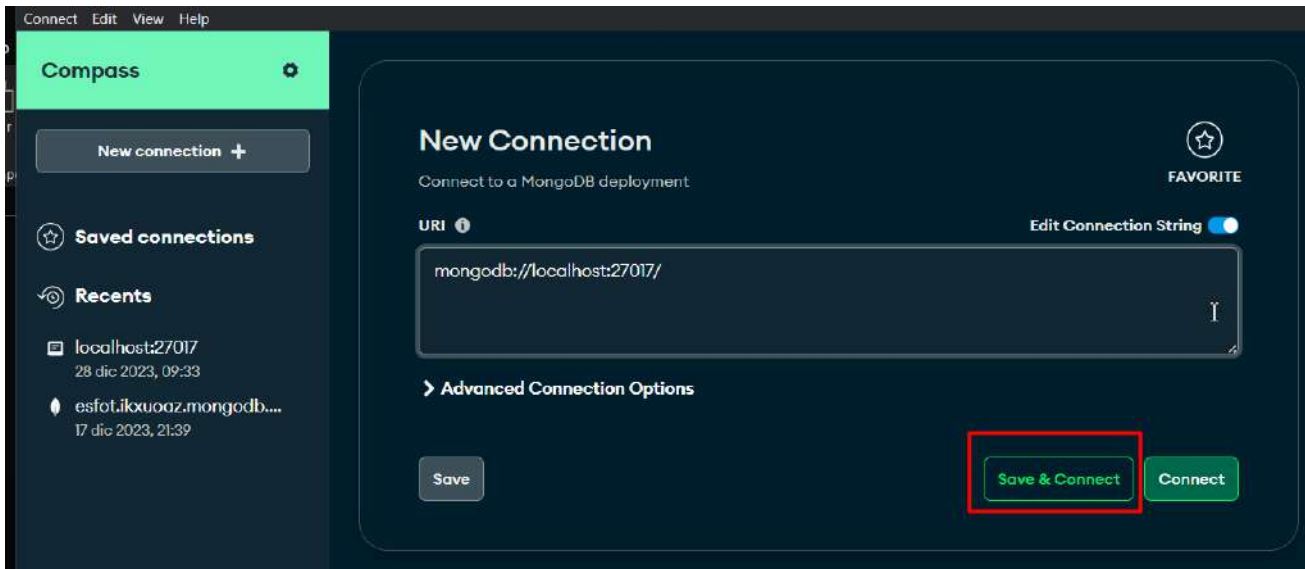 Connect Edit View Help
Compass
New connection +
Saved connections
Recents
localhost:27017
28 dic 2023, 09:33
esfot.ikxuoaz.mongodb....
17 dic 2023, 21:39
New Connection
FAVORITE
Connect to a MongoDB deployment
URI
Edit Connection String
mongodb://localhost:27017/
Advanced Connection Options
Save
Save & Connect
Connect